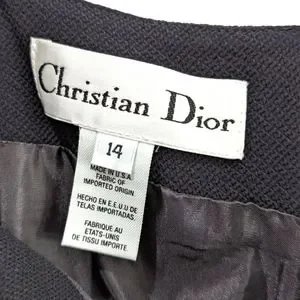 Christian Dior
14
MADE IN U.S.A.
FABRIC OF
IMPORTED ORIGIN
HECHO EN E.E.U.U DE
TELAS IMPORTADAS.
FABRIQUE AU
ETATS-UNIS
DE TISSU IMPORTE